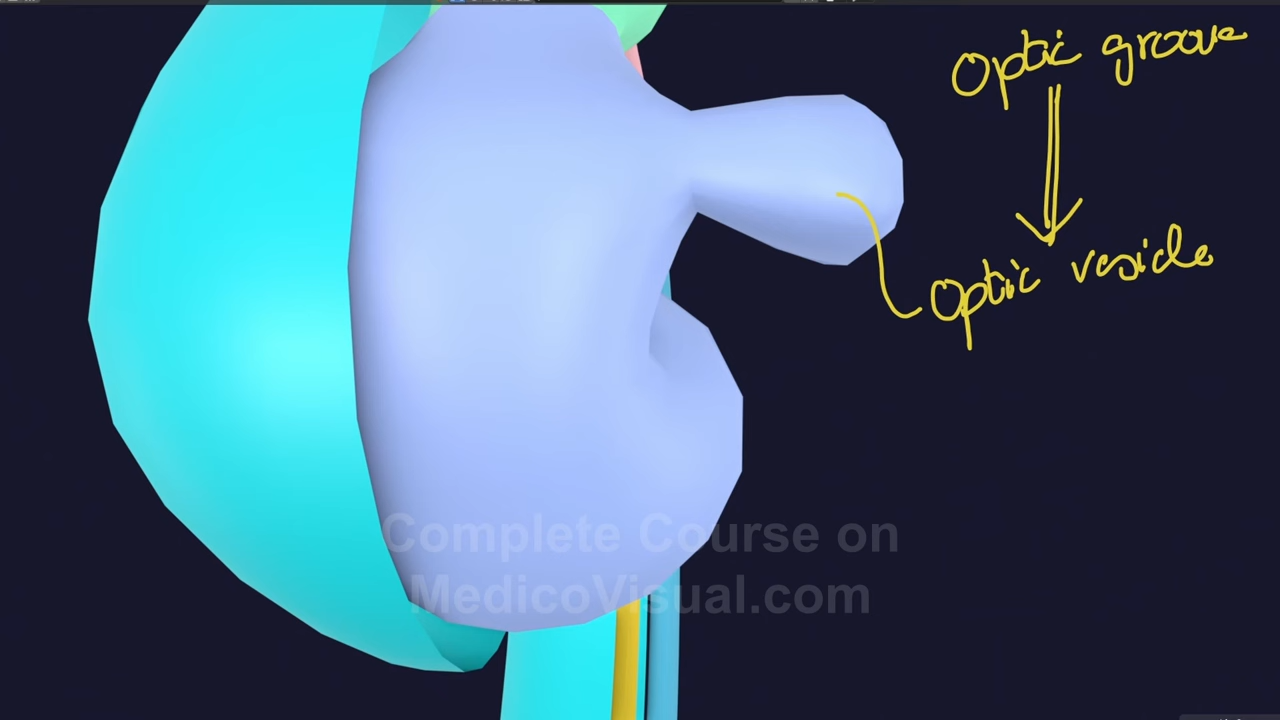 Optic groove
Optic vesicle
Complete Course on
MedicoVisual.com